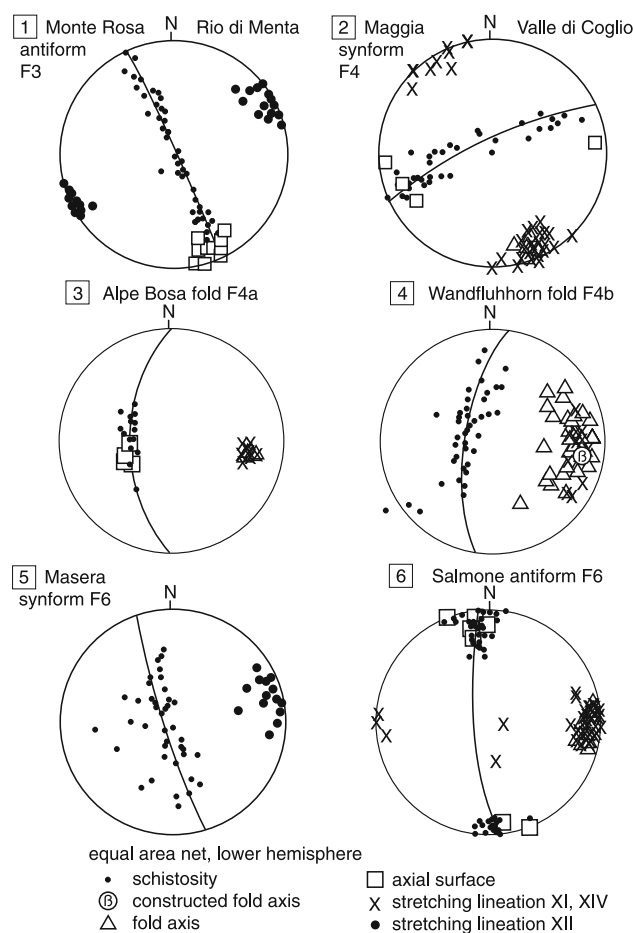 1 Monte Rosa antiform F3
N
Rio di Menta
2 Maggia synform F4
N
Valle di Coglio
3 Alpe Bosa fold F4a
N
4 Wandfluhhorn fold F4b
N
ß
5 Masera synform F6
N
6 Salmone antiform F6
N
equal area net, lower hemisphere
schistosity
ß constructed fold axis
fold axis
axial surface
X stretching lineation XI, XIV
stretching lineation XII